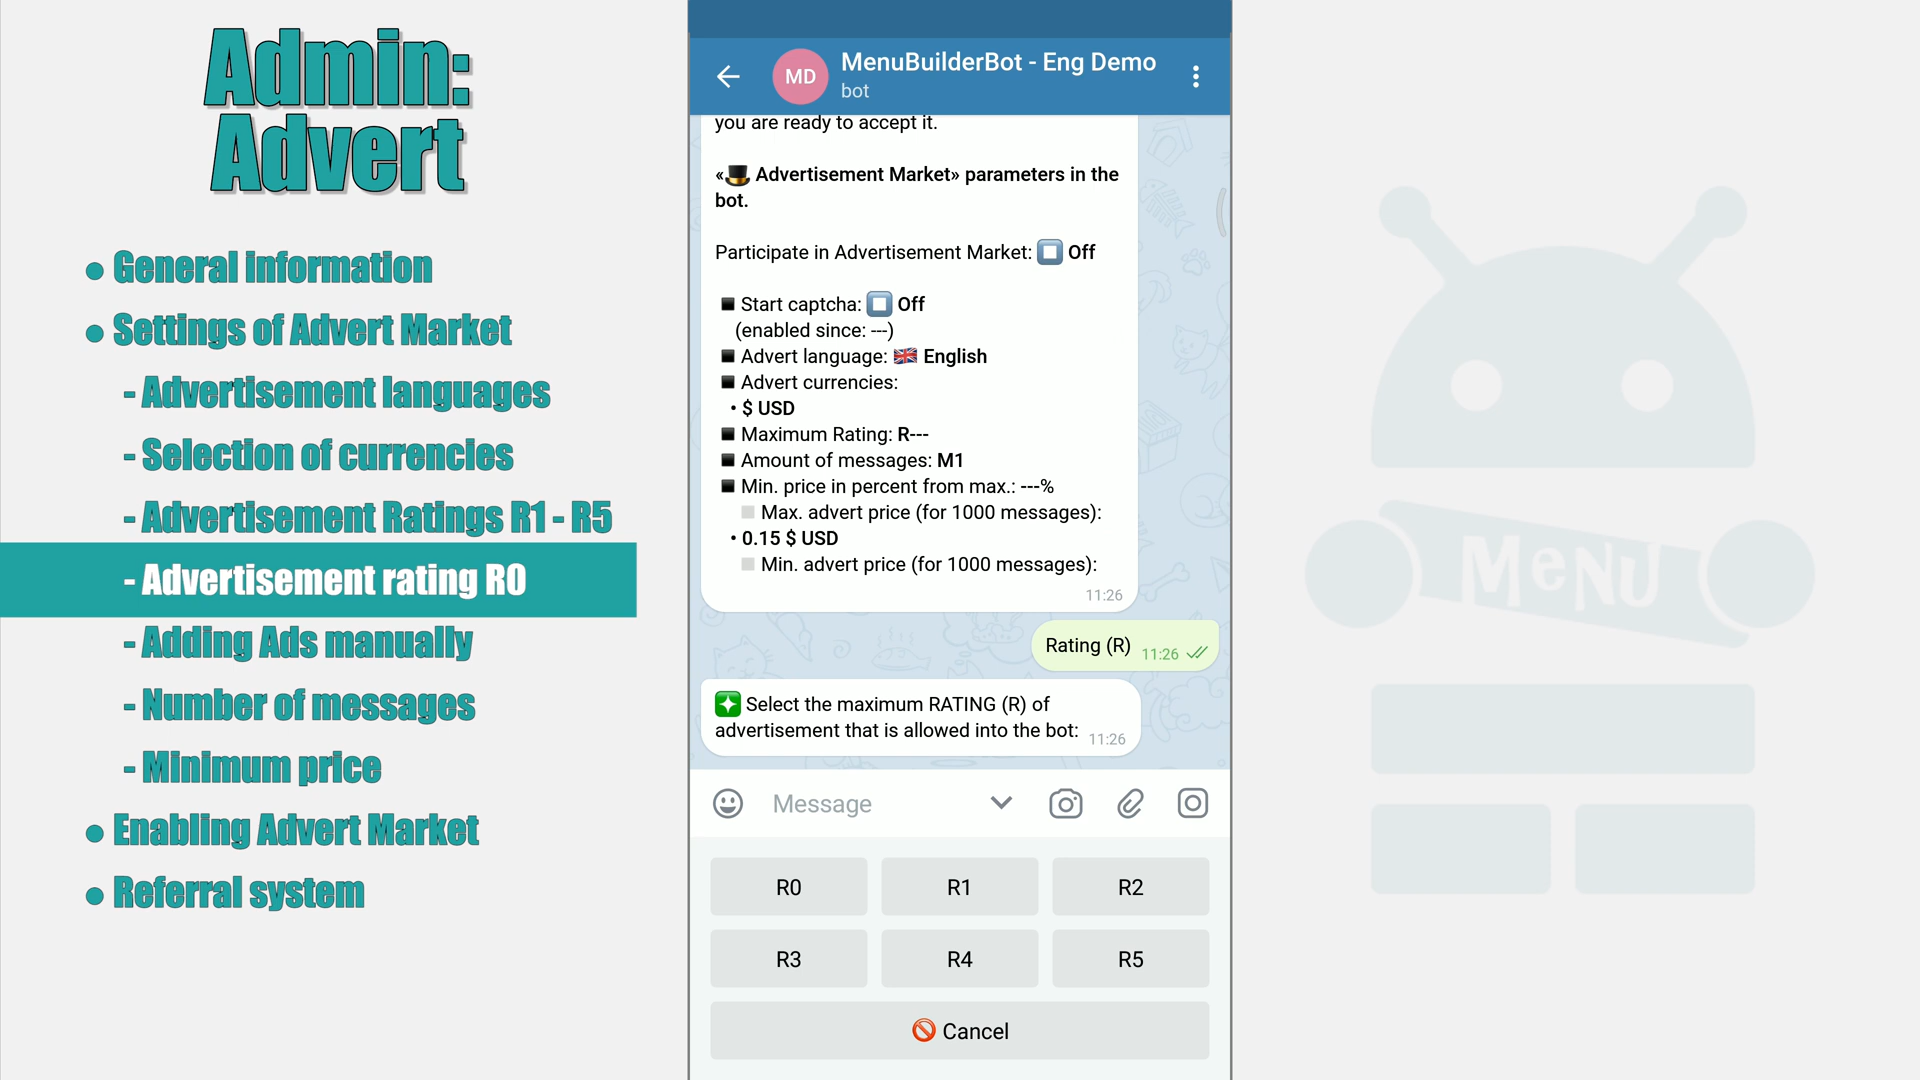 Admin:
Advert
● General information
● Settings of Advert Market
- Advertisement languages
- Selection of currencies
- Advertisement Ratings R1 - R5
- Advertisement rating R0
- Adding Ads manually
- Number of messages
- Minimum price
● Enabling Advert Market
● Referral system
MD
MenuBuilderBot - Eng Demo
bot
you are ready to accept it.
«🎩 Advertisement Market» parameters in the
bot.
Participate in Advertisement Market: Off
◾ Start captcha: Off
(enabled since: ---)
◾ Advert language: 🇬🇧 English
◾ Advert currencies:
• $ USD
◾ Maximum Rating: R---
◾ Amount of messages: M1
◾ Min. price in percent from max.: ---%
◽ Max. advert price (for 1000 messages):
• 0.15 $ USD
◽ Min. advert price (for 1000 messages):
11:26
Rating (R) 11:26
Select the maximum RATING (R) of
advertisement that is allowed into the bot: 11:26
Message
R0 R1 R2
R3 R4 R5
🚫 Cancel
MeNU